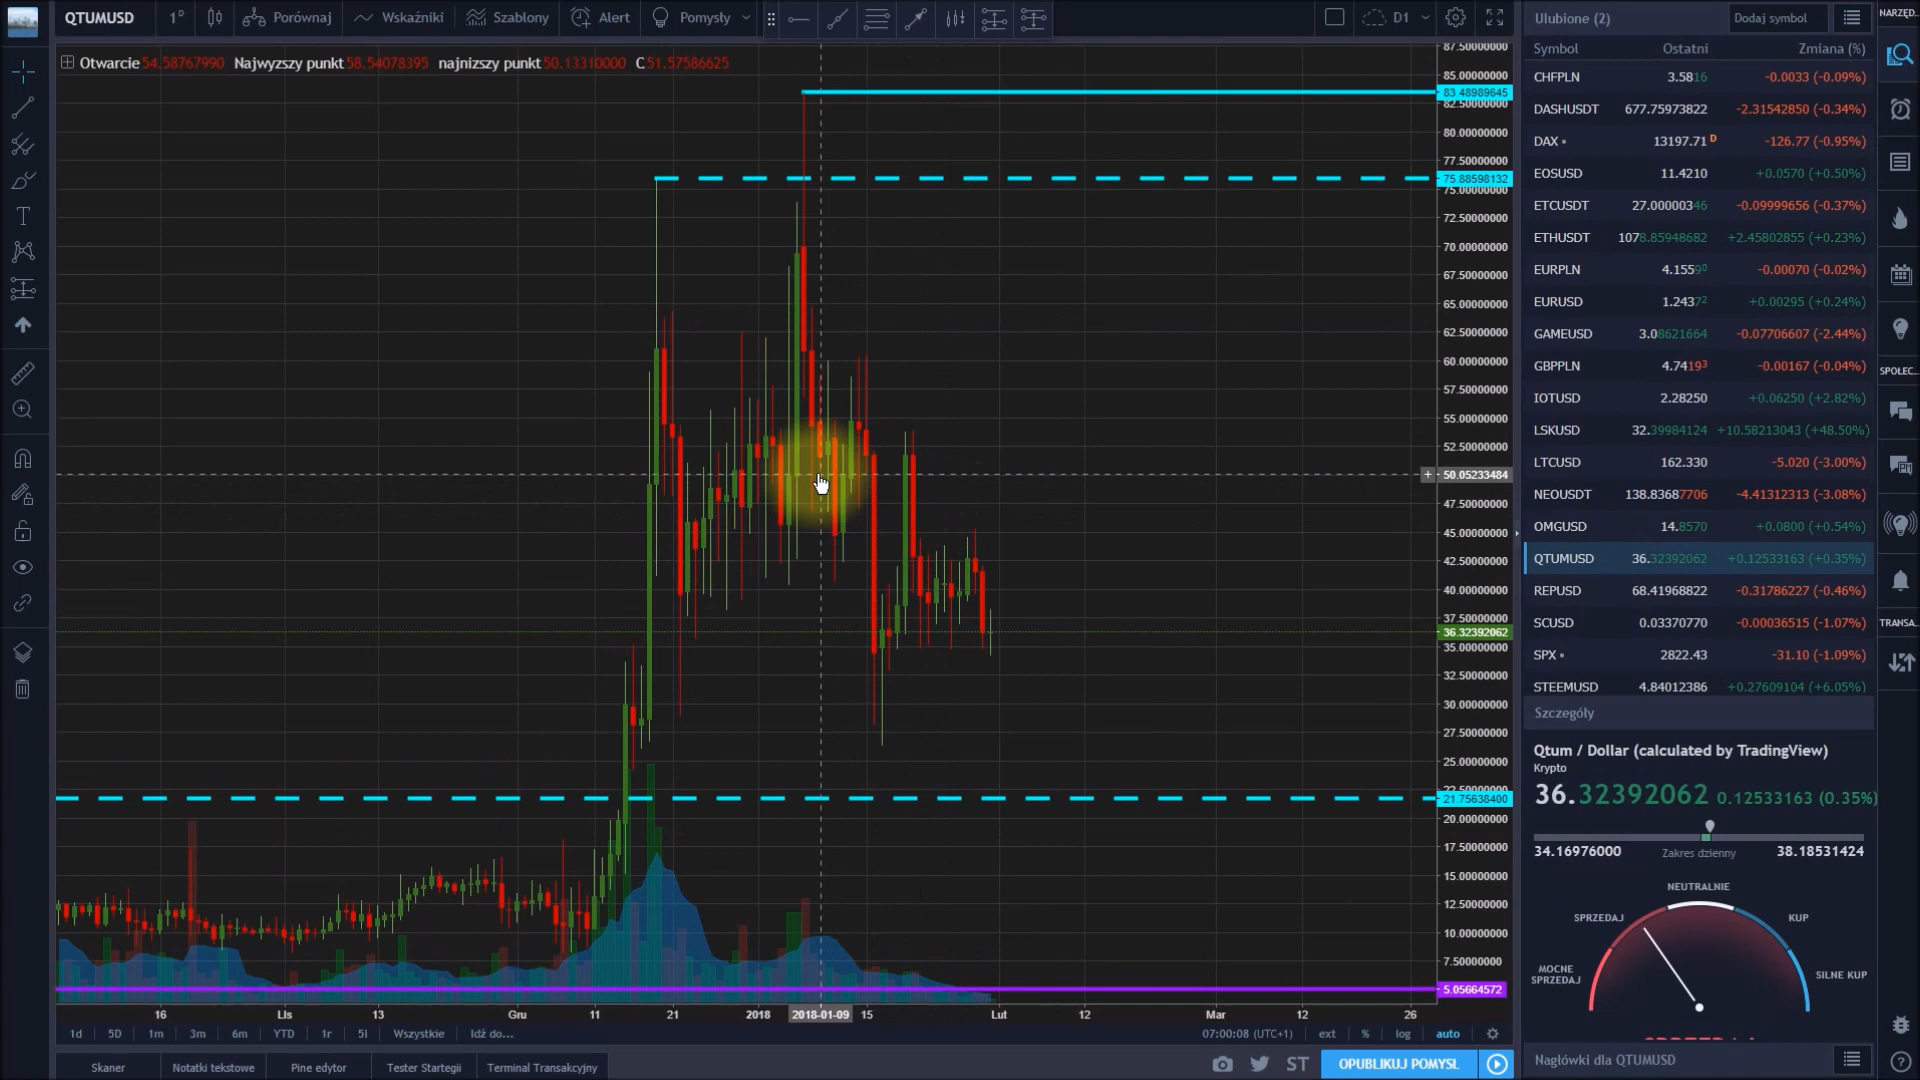 QTUMUSD 1D Porównaj Wskaźniki Szablony Alert Pomysły D1
Otwarcie 54.58767990 Najwyzszy punkt 58.54078395 najnizszy punkt 50.13310000 C 51.57586625
87.50000000
85.00000000
83.48989645
82.50000000
80.00000000
77.50000000
75.88598132
75.00000000
72.50000000
70.00000000
67.50000000
65.00000000
62.50000000
60.00000000
57.50000000
55.00000000
52.50000000
50.05233484
47.50000000
45.00000000
42.50000000
40.00000000
37.50000000
36.32392062
35.00000000
32.50000000
30.00000000
27.50000000
25.00000000
22.50000000
21.75638400
20.00000000
17.50000000
15.00000000
12.50000000
10.00000000
7.50000000
5.05664572
16 Lis 13 Gru 11 21 2018 2018-01-09 15 Lut 12 Mar 12 26
1d 5D 1m 3m 6m YTD 1r 5l Wszystkie Idź do... 07:00:08 (UTC+1) ext % log auto
Skaner Notatki tekstowe Pine edytor Tester Startegii Terminal Transakcyjny ST OPUBLIKUJ POMYSŁ
Ulubione (2) Dodaj symbol
Symbol Ostatni Zmiana (%)
CHFPLN 3.5816 -0.0033 (-0.09%)
DASHUSDT 677.75973822 -2.31542850 (-0.34%)
DAX 13197.71 D -126.77 (-0.95%)
EOSUSD 11.4210 +0.0570 (+0.50%)
ETCUSDT 27.00000346 -0.09999656 (-0.37%)
ETHUSDT 1078.85948682 +2.45802855 (+0.23%)
EURPLN 4.15590 -0.00070 (-0.02%)
EURUSD 1.24372 +0.00295 (+0.24%)
GAMEUSD 3.08621664 -0.07706607 (-2.44%)
GBPPLN 4.74193 -0.00167 (-0.04%)
IOTUSD 2.28250 +0.06250 (+2.82%)
LSKUSD 32.39984124 +10.58213043 (+48.50%)
LTCUSD 162.330 -5.020 (-3.00%)
NEOUSDT 138.83687706 -4.41312313 (-3.08%)
OMGUSD 14.8570 +0.0800 (+0.54%)
QTUMUSD 36.32392062 +0.12533163 (+0.35%)
REPUSD 68.41968822 -0.31786227 (-0.46%)
SCUSD 0.03370770 -0.00036515 (-1.07%)
SPX 2822.43 -31.10 (-1.09%)
STEEMUSD 4.84012386 +0.27609104 (+6.05%)
Szczegóły
Qtum / Dollar (calculated by TradingView)
Krypto
36.32392062 0.12533163 (0.35%)
34.16976000 Zakres dzienny 38.18531424
NEUTRALNIE
SPRZEDAJ KUP
MOCNE SPRZEDAJ SILNE KUP
Nagłówki dla QTUMUSD
NARZĘD.
SPOŁEC.
TRANSA.